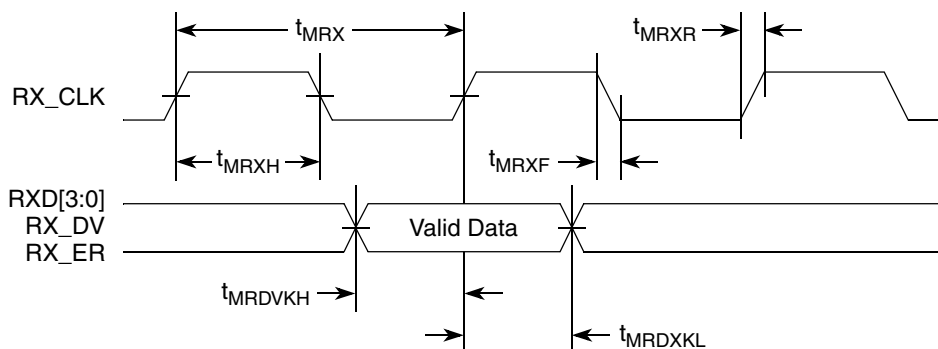 tMRX
tMRXR
RX_CLK
tMRXH
tMRXF
RXD[3:0]
RX_DV
Valid Data
RX_ER
tMRDVKH
tMRDXKL